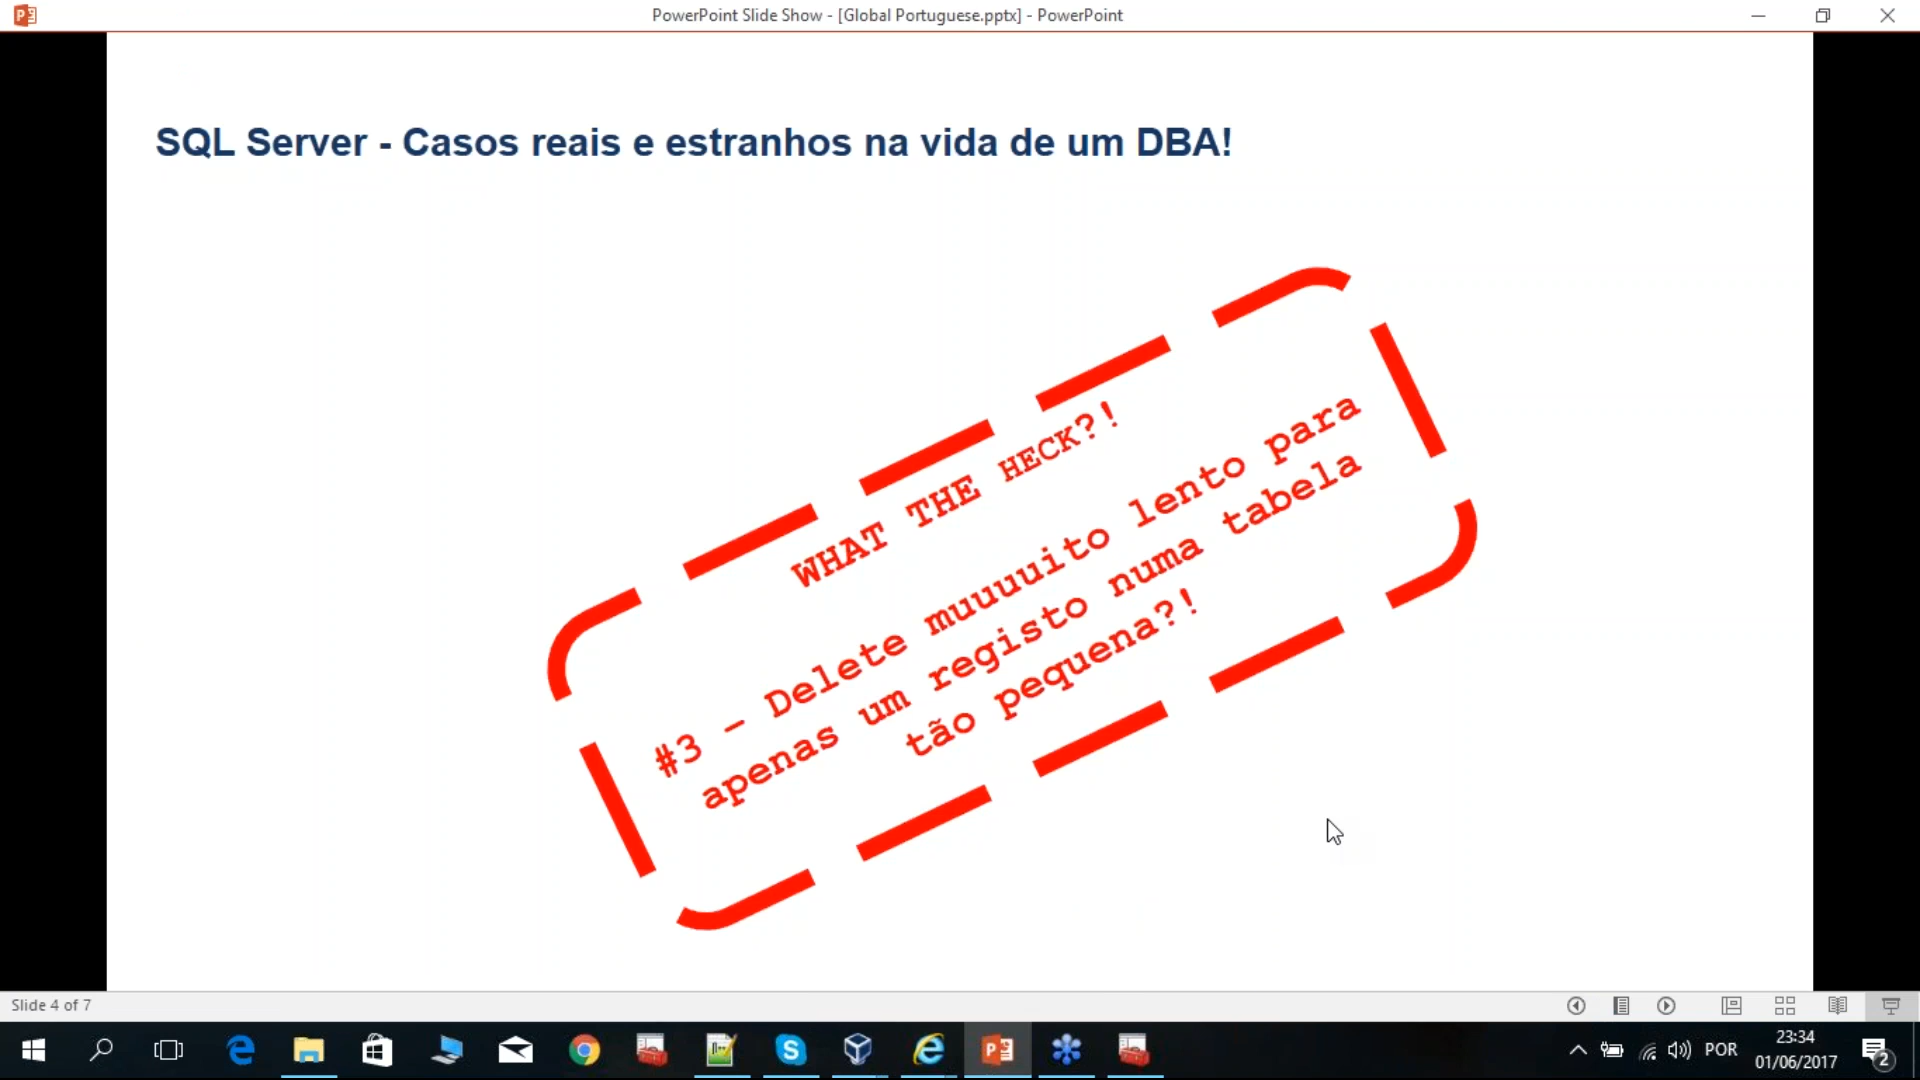 PowerPoint Slide Show - [Global Portuguese.pptx] - PowerPoint
SQL Server - Casos reais e estranhos na vida de um DBA!
WHAT THE HECK?!
#3 – Delete muuuuito lento para
apenas um registo numa tabela
tão pequena?!
Slide 4 of 7
POR
23:34
01/06/2017
2